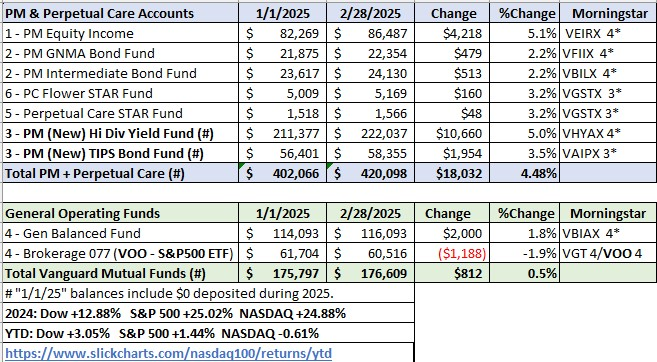 PM & Perpetual Care Accounts 1/1/2025 2/28/2025 Change %Change Morningstar
1 - PM Equity Income $ 82,269 $ 86,487 $4,218 5.1% VEIRX 4*
2 - PM GNMA Bond Fund $ 21,875 $ 22,354 $479 2.2% VFIIX 4*
2 - PM Intermediate Bond Fund $ 23,617 $ 24,130 $513 2.2% VBILX 4*
6 - PC Flower STAR Fund $ 5,009 $ 5,169 $160 3.2% VGSTX 3*
5 - Perpetual Care STAR Fund $ 1,518 $ 1,566 $48 3.2% VGSTX 3*
3 - PM (New) Hi Div Yield Fund (#) $ 211,377 $ 222,037 $10,660 5.0% VHYAX 4*
3 - PM (New) TIPS Bond Fund (#) $ 56,401 $ 58,355 $1,954 3.5% VAIPX 3*
Total PM + Perpetual Care (#) $ 402,066 $ 420,098 $18,032 4.48%
General Operating Funds 1/1/2025 2/28/2025 Change %Change Morningstar
4 - Gen Balanced Fund $ 114,093 $ 116,093 $2,000 1.8% VBIAX 4*
4 - Brokerage 077 (VOO - S&P500 ETF) $ 61,704 $ 60,516 ($1,188) -1.9% VGT 4/VOO 4
Total Vanguard Mutual Funds (#) $ 175,797 $ 176,609 $812 0.5%
# "1/1/25" balances include $0 deposited during 2025.
2024: Dow +12.88% S&P 500 +25.02% NASDAQ +24.88%
YTD: Dow +3.05% S&P 500 +1.44% NASDAQ -0.61%
https://www.slickcharts.com/nasdaq100/returns/ytd